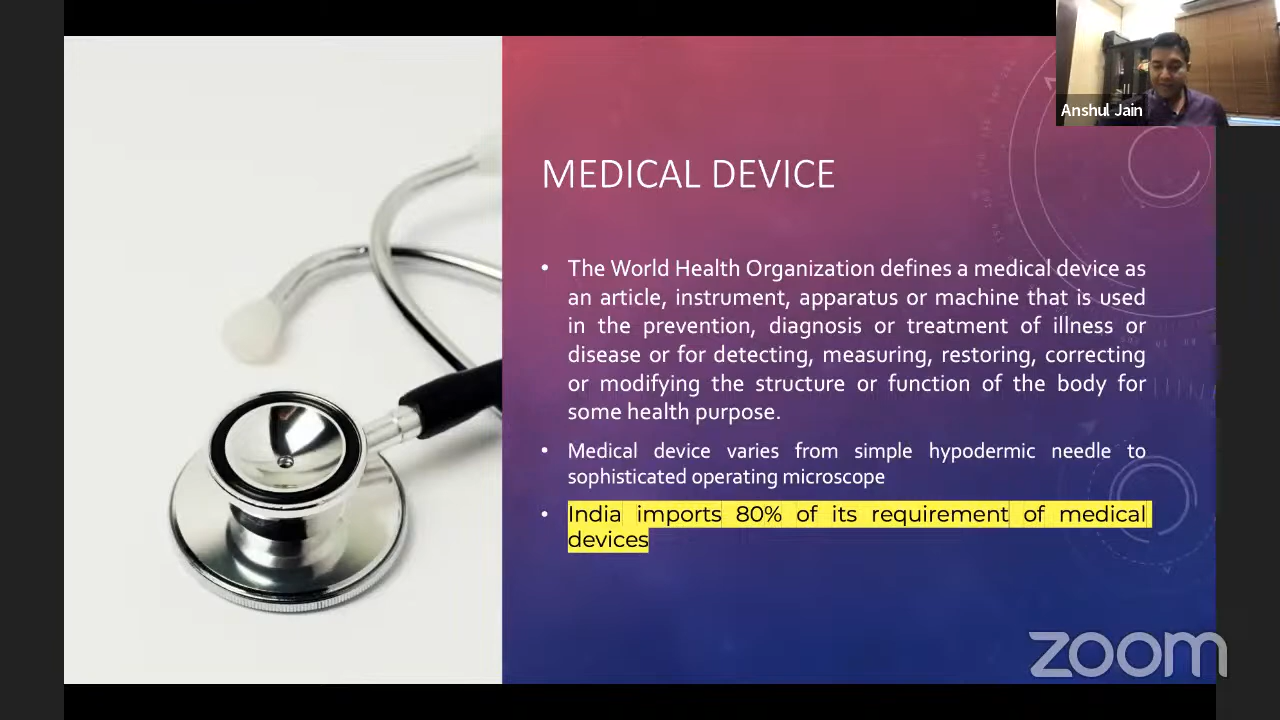 Anshul Jain
MEDICAL DEVICE
• The World Health Organization defines a medical device as
an article, instrument, apparatus or machine that is used
in the prevention, diagnosis or treatment of illness or
disease or for detecting, measuring, restoring, correcting
or modifying the structure or function of the body for
some health purpose.
• Medical device varies from simple hypodermic needle to
sophisticated operating microscope
• India imports 80% of its requirement of medical
devices
zoom